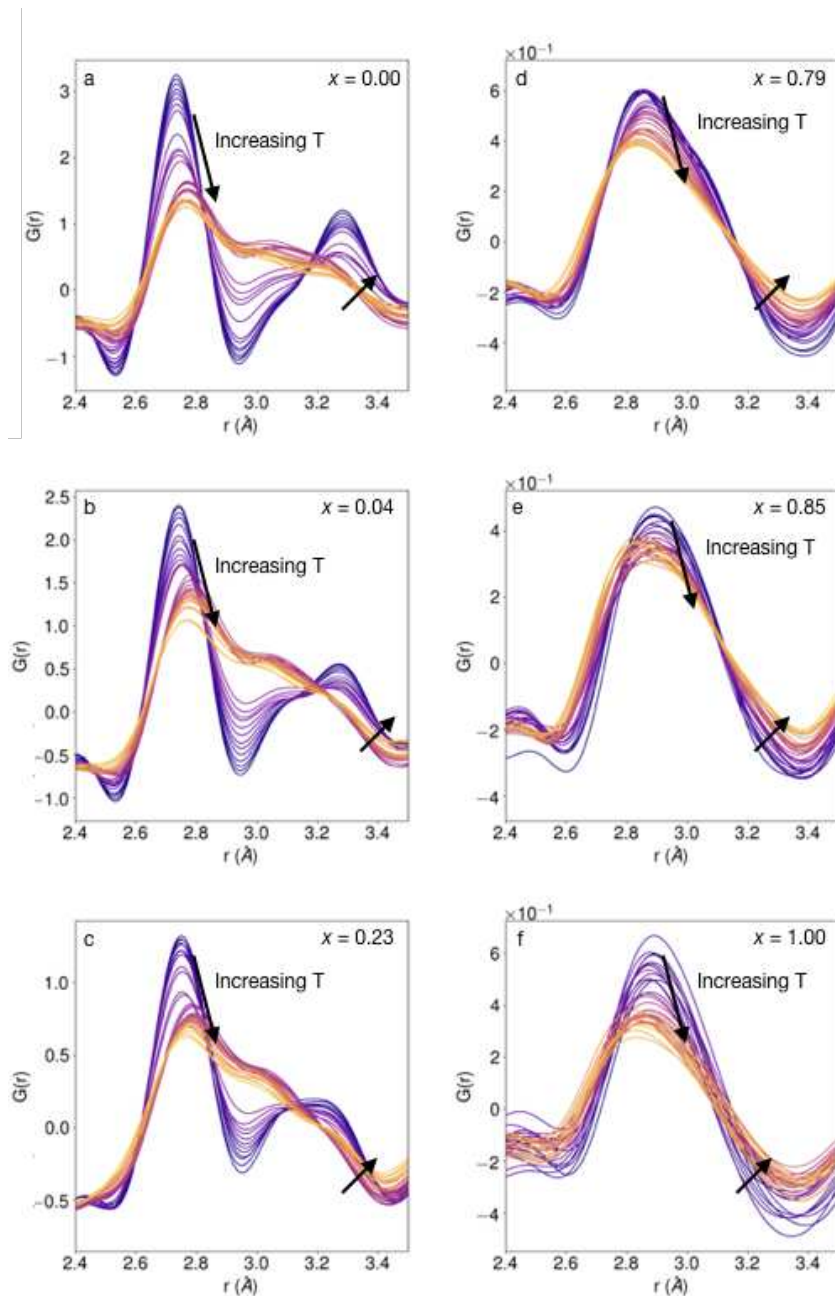 a
x = 0.00
Increasing T
G(r)
3
2
1
0
−1
2.4 2.6 2.8 3.0 3.2 3.4
r (Å)
×10⁻¹
d
x = 0.79
Increasing T
G(r)
6
4
2
0
−2
−4
2.4 2.6 2.8 3.0 3.2 3.4
r (Å)
b
x = 0.04
Increasing T
G(r)
2.5
2.0
1.5
1.0
0.5
0.0
−0.5
−1.0
2.4 2.6 2.8 3.0 3.2 3.4
r (Å)
×10⁻¹
e
x = 0.85
Increasing T
G(r)
4
2
0
−2
−4
2.4 2.6 2.8 3.0 3.2 3.4
r (Å)
c
x = 0.23
Increasing T
G(r)
1.0
0.5
0.0
−0.5
2.4 2.6 2.8 3.0 3.2 3.4
r (Å)
×10⁻¹
f
x = 1.00
Increasing T
G(r)
6
4
2
0
−2
−4
2.4 2.6 2.8 3.0 3.2 3.4
r (Å)